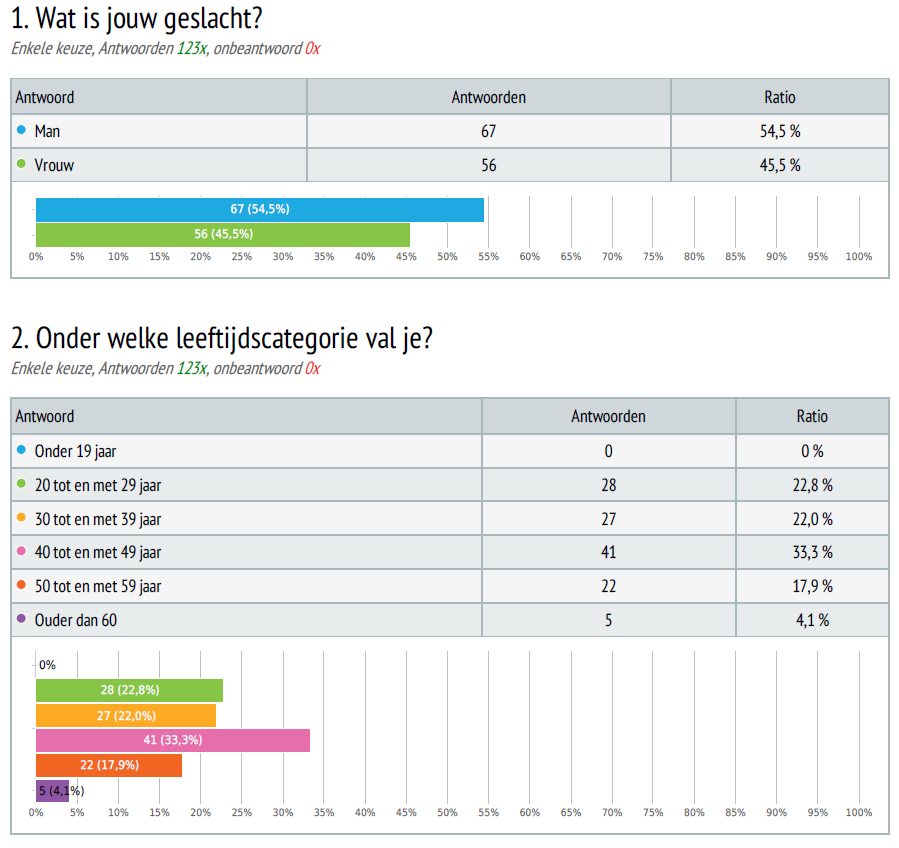 1. Wat is jouw geslacht?
Enkele keuze, Antwoorden 123x, onbeantwoord 0x
Antwoord Antwoorden Ratio
Man 67 54,5 %
Vrouw 56 45,5 %
67 (54,5%)
56 (45,5%)
0% 5% 10% 15% 20% 25% 30% 35% 40% 45% 50% 55% 60% 65% 70% 75% 80% 85% 90% 95% 100%
2. Onder welke leeftijdscategorie val je?
Enkele keuze, Antwoorden 123x, onbeantwoord 0x
Antwoord Antwoorden Ratio
Onder 19 jaar 0 0 %
20 tot en met 29 jaar 28 22,8 %
30 tot en met 39 jaar 27 22,0 %
40 tot en met 49 jaar 41 33,3 %
50 tot en met 59 jaar 22 17,9 %
Ouder dan 60 5 4,1 %
0%
28 (22,8%)
27 (22,0%)
41 (33,3%)
22 (17,9%)
5 (4,1%)
0% 5% 10% 15% 20% 25% 30% 35% 40% 45% 50% 55% 60% 65% 70% 75% 80% 85% 90% 95% 100%